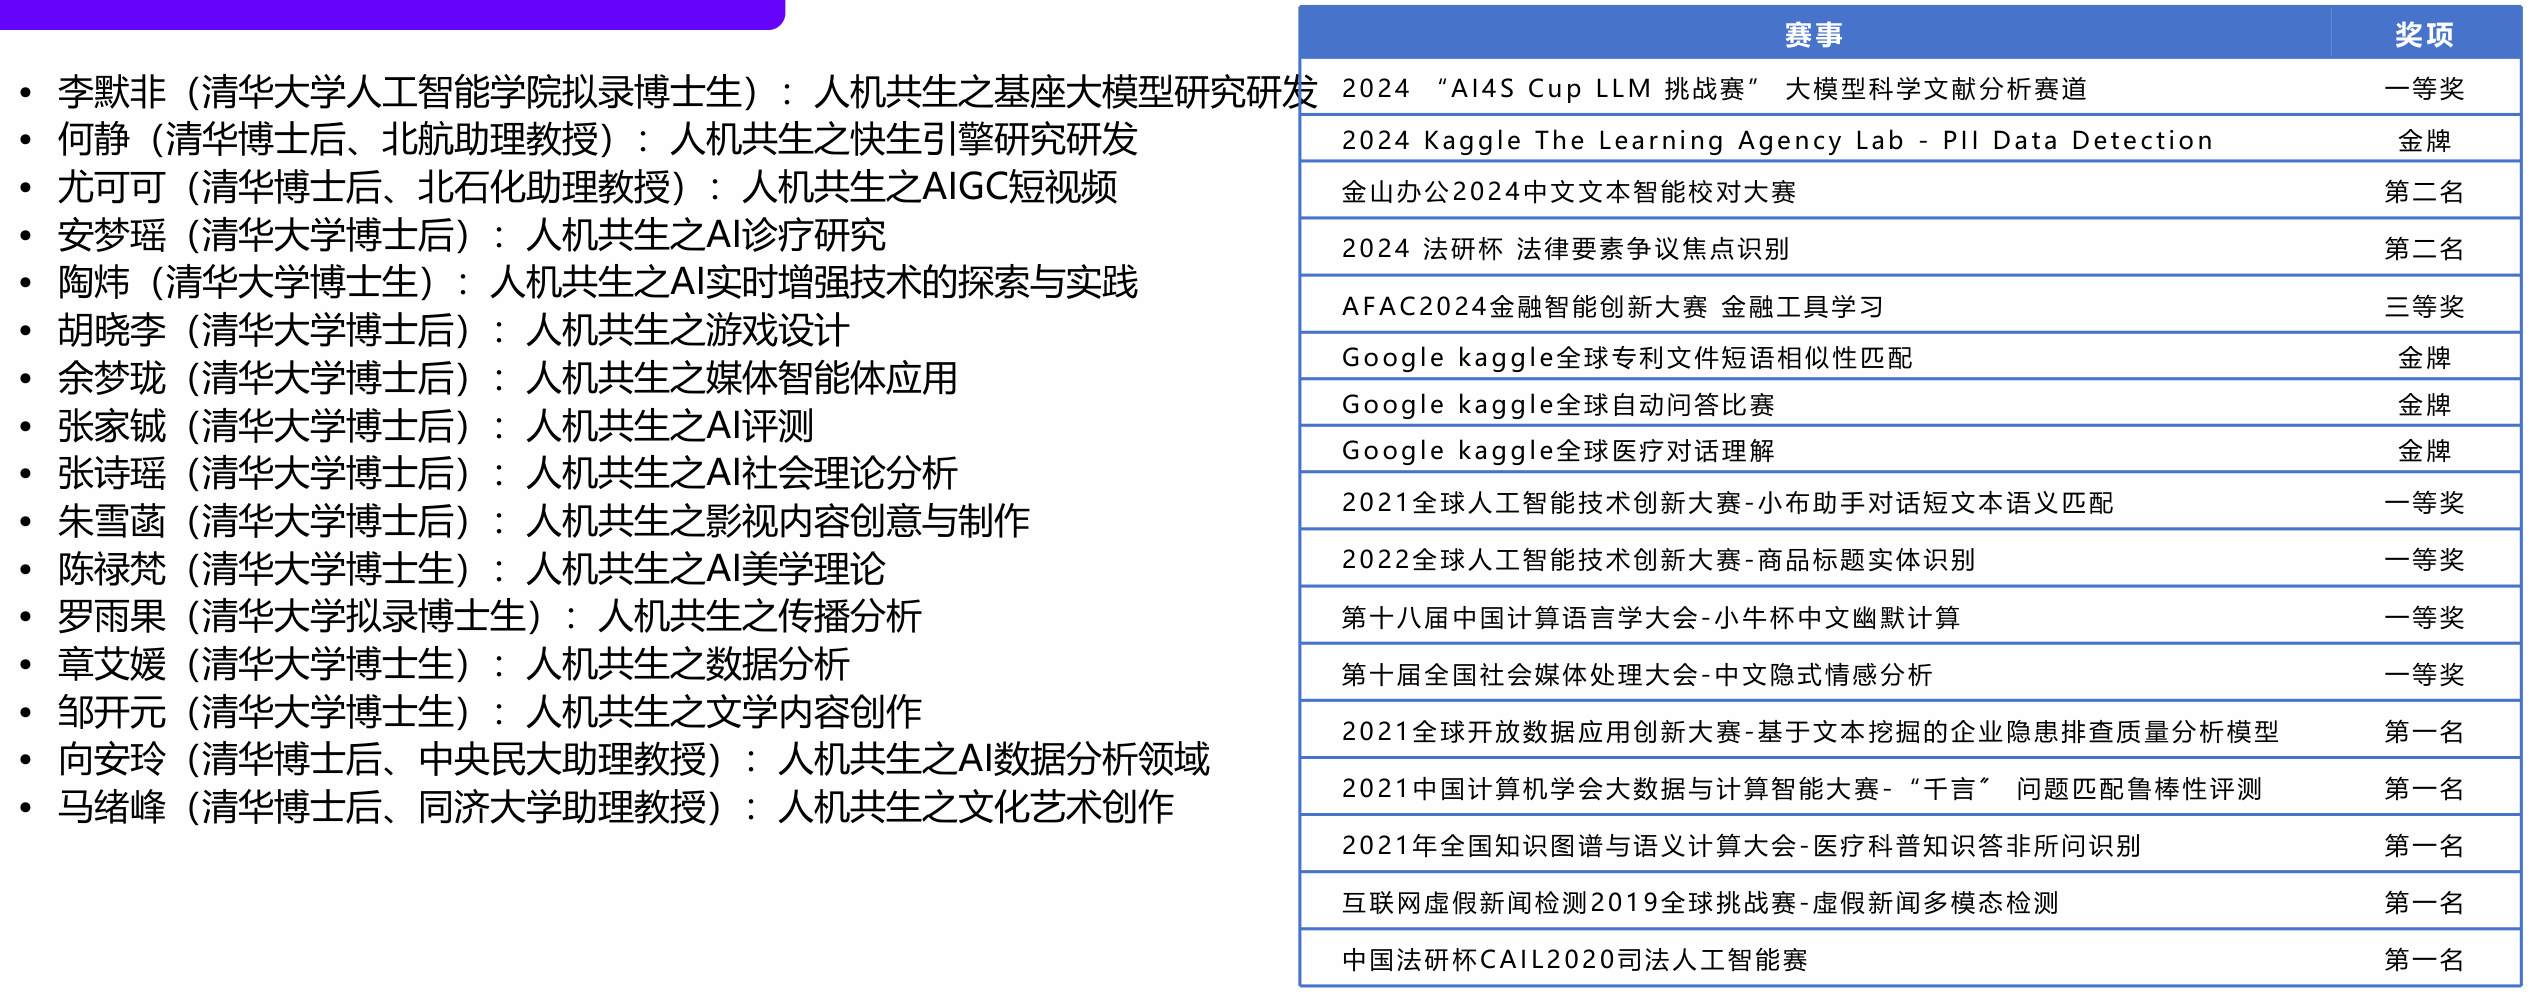 • 李默非（清华大学人工智能学院拟录博士生）：人机共生之基座大模型研究研发
• 何静（清华博士后、北航助理教授）：人机共生之快生引擎研究研发
• 尤可可（清华博士后、北石化助理教授）：人机共生之AIGC短视频
• 安梦瑶（清华大学博士后）：人机共生之AI诊疗研究
• 陶炜（清华大学博士生）：人机共生之AI实时增强技术的探索与实践
• 胡晓李（清华大学博士后）：人机共生之游戏设计
• 余梦珑（清华大学博士后）：人机共生之媒体智能体应用
• 张家铖（清华大学博士后）：人机共生之AI评测
• 张诗瑶（清华大学博士后）：人机共生之AI社会理论分析
• 朱雪菡（清华大学博士后）：人机共生之影视内容创意与制作
• 陈禄梵（清华大学博士生）：人机共生之AI美学理论
• 罗雨果（清华大学拟录博士生）：人机共生之传播分析
• 章艾媛（清华大学博士生）：人机共生之数据分析
• 邹开元（清华大学博士生）：人机共生之文学内容创作
• 向安玲（清华博士后、中央民大助理教授）：人机共生之AI数据分析领域
• 马绪峰（清华博士后、同济大学助理教授）：人机共生之文化艺术创作
赛事 奖项
2024 “AI4S Cup LLM 挑战赛” 大模型科学文献分析赛道 一等奖
2024 Kaggle The Learning Agency Lab - PII Data Detection 金牌
金山办公2024中文文本智能校对大赛 第二名
2024 法研杯 法律要素争议焦点识别 第二名
AFAC2024金融智能创新大赛 金融工具学习 三等奖
Google kaggle全球专利文件短语相似性匹配 金牌
Google kaggle全球自动问答比赛 金牌
Google kaggle全球医疗对话理解 金牌
2021全球人工智能技术创新大赛-小布助手对话短文本语义匹配 一等奖
2022全球人工智能技术创新大赛-商品标题实体识别 一等奖
第十八届中国计算语言学大会-小牛杯中文幽默计算 一等奖
第十届全国社会媒体处理大会-中文隐式情感分析 一等奖
2021全球开放数据应用创新大赛-基于文本挖掘的企业隐患排查质量分析模型 第一名
2021中国计算机学会大数据与计算智能大赛-“千言” 问题匹配鲁棒性评测 第一名
2021年全国知识图谱与语义计算大会-医疗科普知识答非所问识别 第一名
互联网虚假新闻检测2019全球挑战赛-虚假新闻多模态检测 第一名
中国法研杯CAIL2020司法人工智能赛 第一名